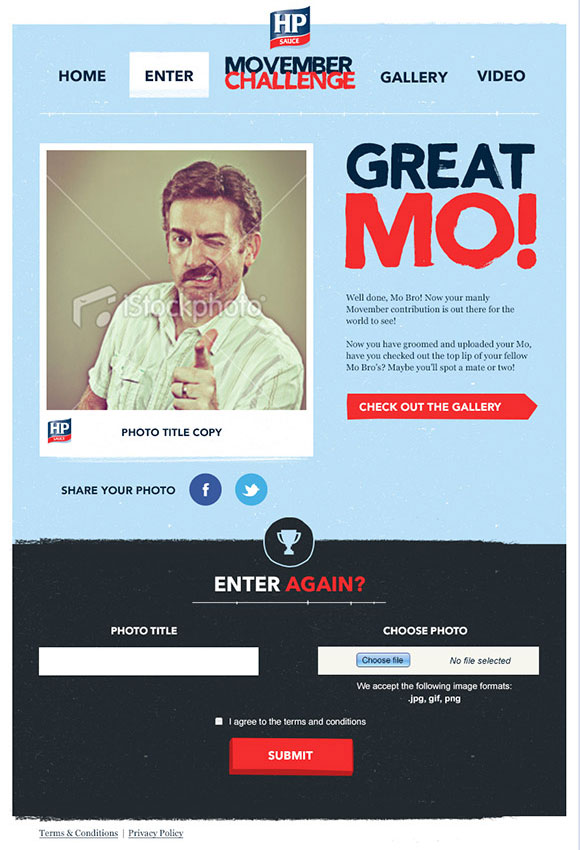 HP
SAUCE
HOME
ENTER
MOVEMBER
CHALLENGE
GALLERY
VIDEO
iStockphoto
GREAT
MO!
Well done, Mo Bro! Now your manly
Movember contribution is out there for the
world to see!
Now you have groomed and uploaded your Mo,
have you checked out the top lip of your fellow
Mo Bro's? Maybe you'll spot a mate or two!
CHECK OUT THE GALLERY
HP
SAUCE
PHOTO TITLE COPY
SHARE YOUR PHOTO
f
ENTER AGAIN?
PHOTO TITLE
CHOOSE PHOTO
Choose file
No file selected
We accept the following image formats:
.jpg, gif, png
I agree to the terms and conditions
SUBMIT
Terms & Conditions | Privacy Policy